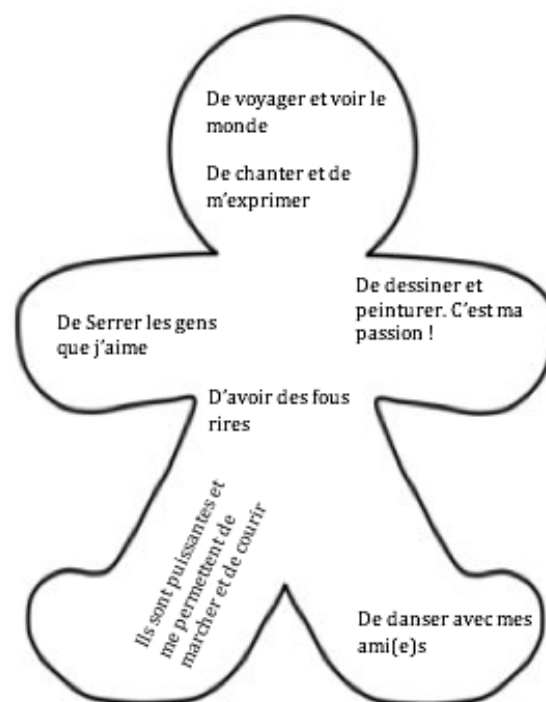 De voyager et voir le
monde
De chanter et de
m'exprimer
De dessiner et
peinturer. C'est ma
passion !
De Serrer les gens
que j'aime
D'avoir des fous
rires
Ils sont puissantes et
me permettent de
marcher et de courir
De danser avec mes
ami(e)s